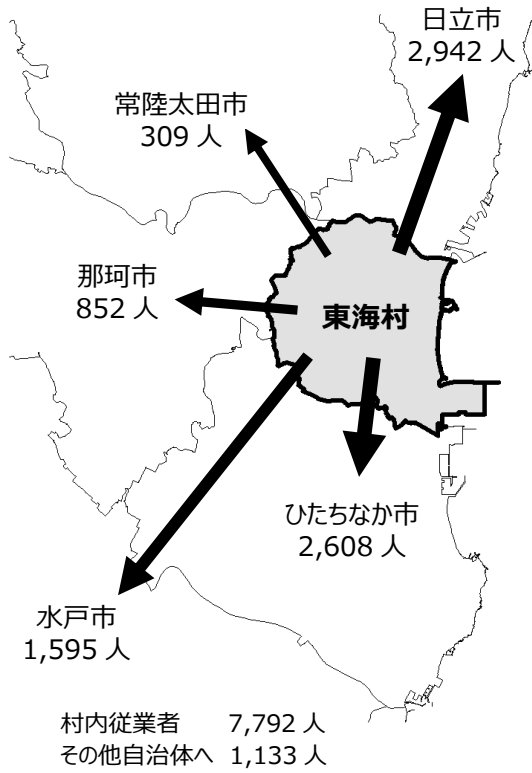 日立市
2,942 人
常陸太田市
309 人
那珂市
852 人
東海村
ひたちなか市
2,608 人
水戸市
1,595 人
村内従業者 7,792 人
その他自治体へ 1,133 人